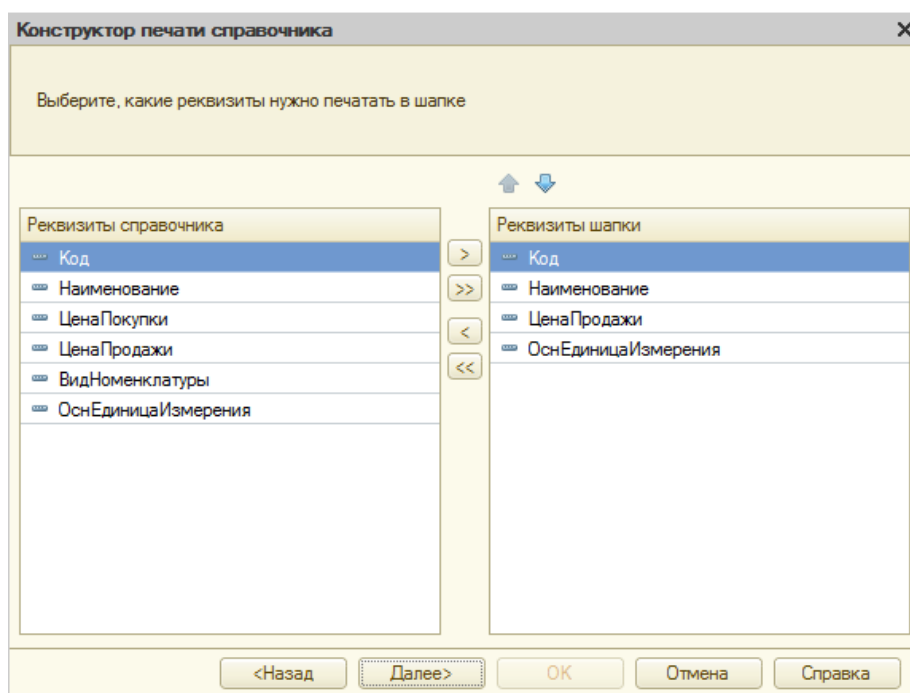 Конструктор печати справочника
Выберите, какие реквизиты нужно печатать в шапке
Реквизиты справочника
Код
Наименование
ЦенаПокупки
ЦенаПродажи
ВидНоменклатуры
ОснЕдиницаИзмерения
>
>>
<
<<
Реквизиты шапки
Код
Наименование
ЦенаПродажи
ОснЕдиницаИзмерения
<Назад Далее> OK Отмена Справка